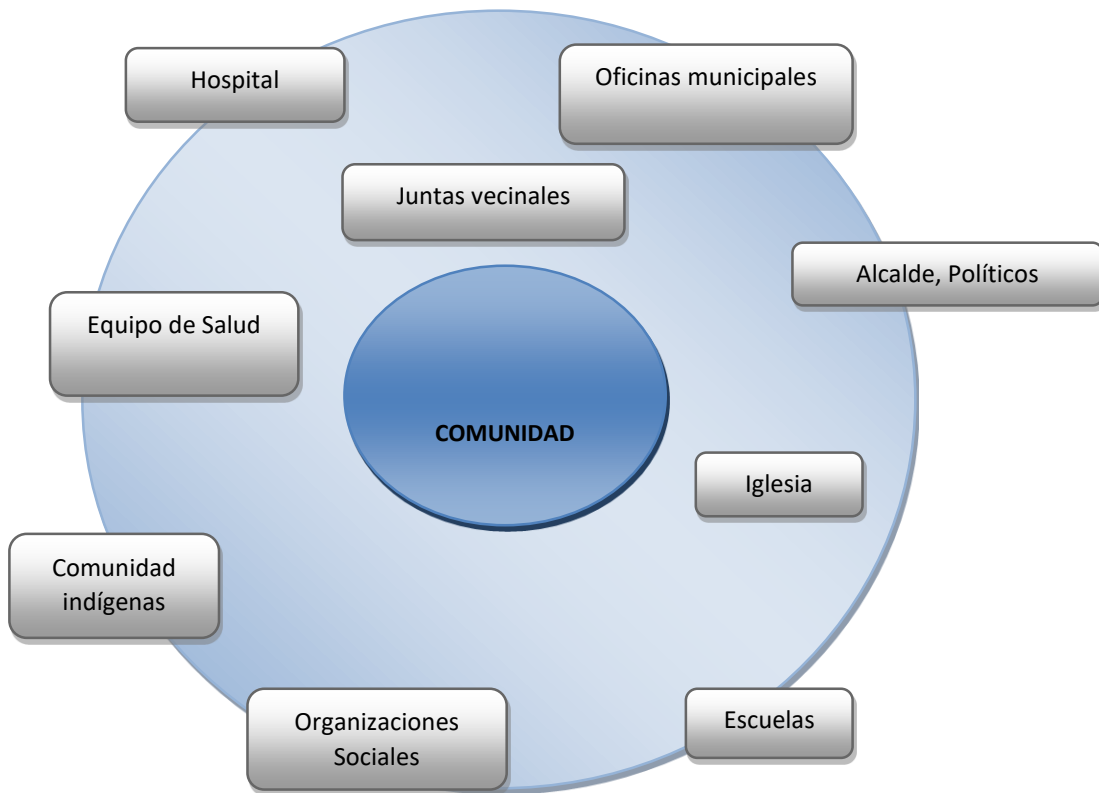 Hospital
Oficinas municipales
Juntas vecinales
Alcalde, Políticos
Equipo de Salud
COMUNIDAD
Iglesia
Comunidad
indígenas
Organizaciones
Sociales
Escuelas